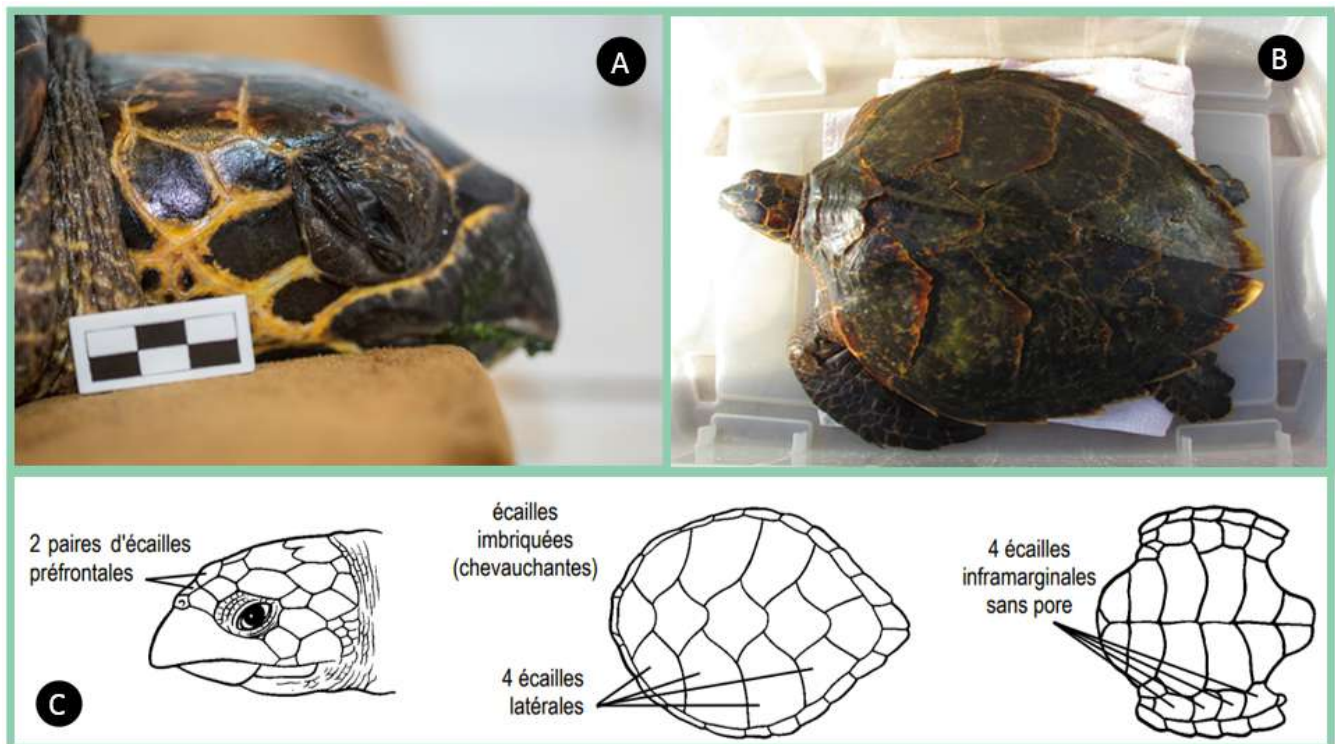 A
B
2 paires d'écailles
préfrontales
écailles
imbriquées
(chevauchantes)
4 écailles
latérales
4 écailles
inframarginales
sans pore
C